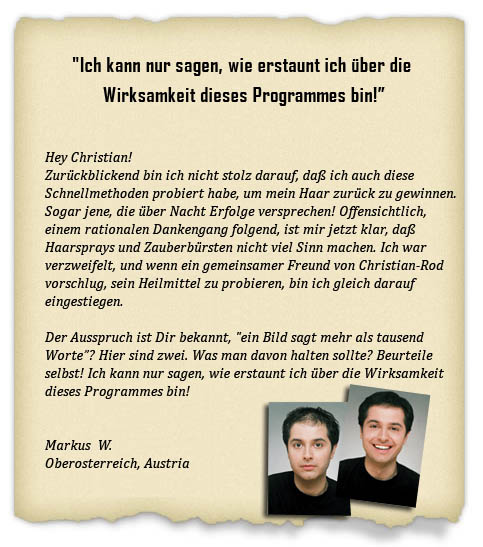 "Ich kann nur sagen, wie erstaunt ich über die
Wirksamkeit dieses Programmes bin!”
Hey Christian!
Zurückblickend bin ich nicht stolz darauf, daß ich auch diese
Schnellmethoden probiert habe, um mein Haar zurück zu gewinnen.
Sogar jene, die über Nacht Erfolge versprechen! Offensichtlich,
einem rationalen Dankengang folgend, ist mir jetzt klar, daß
Haarsprays und Zauberbürsten nicht viel Sinn machen. Ich war
verzweifelt, und wenn ein gemeinsamer Freund von Christian-Rod
vorschlug, sein Heilmittel zu probieren, bin ich gleich darauf
eingestiegen.
Der Ausspruch ist Dir bekannt, "ein Bild sagt mehr als tausend
Worte"? Hier sind zwei. Was man davon halten sollte? Beurteile
selbst! Ich kann nur sagen, wie erstaunt ich über die Wirksamkeit
dieses Programmes bin!
Markus W.
Oberosterreich, Austria